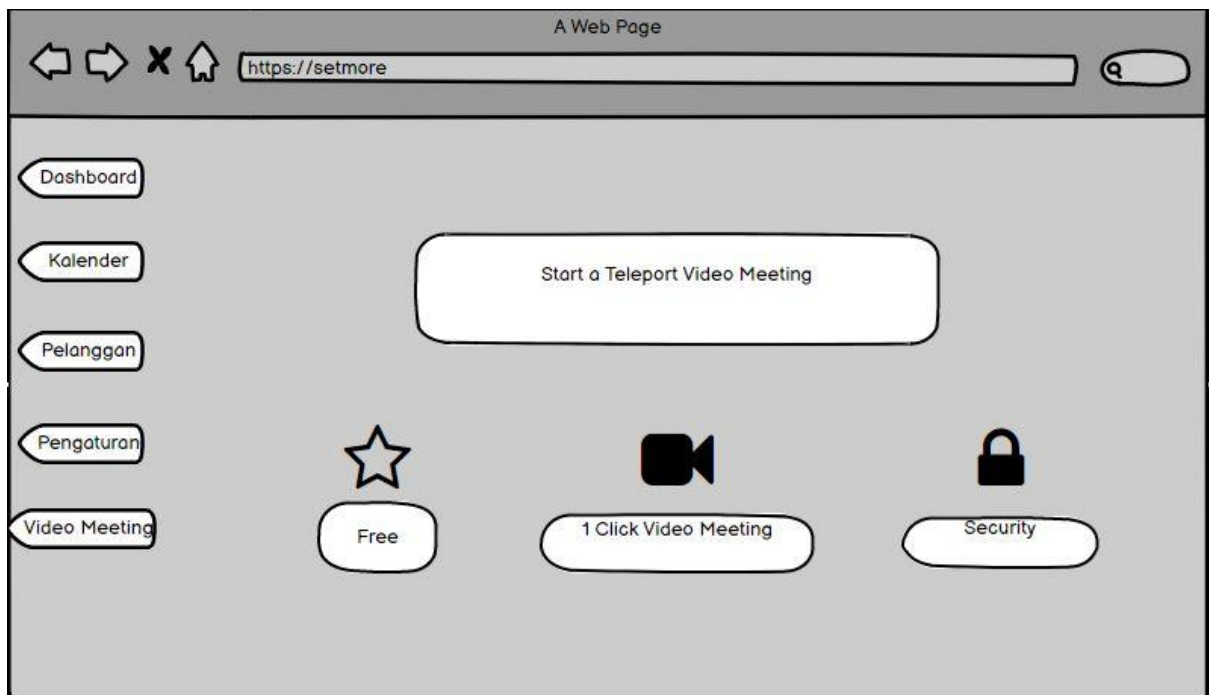 A Web Page
https://setmore
Dashboard
Kalender
Pelanggan
Pengaturan
Video Meeting
Start a Teleport Video Meeting
Free
1 Click Video Meeting
Security